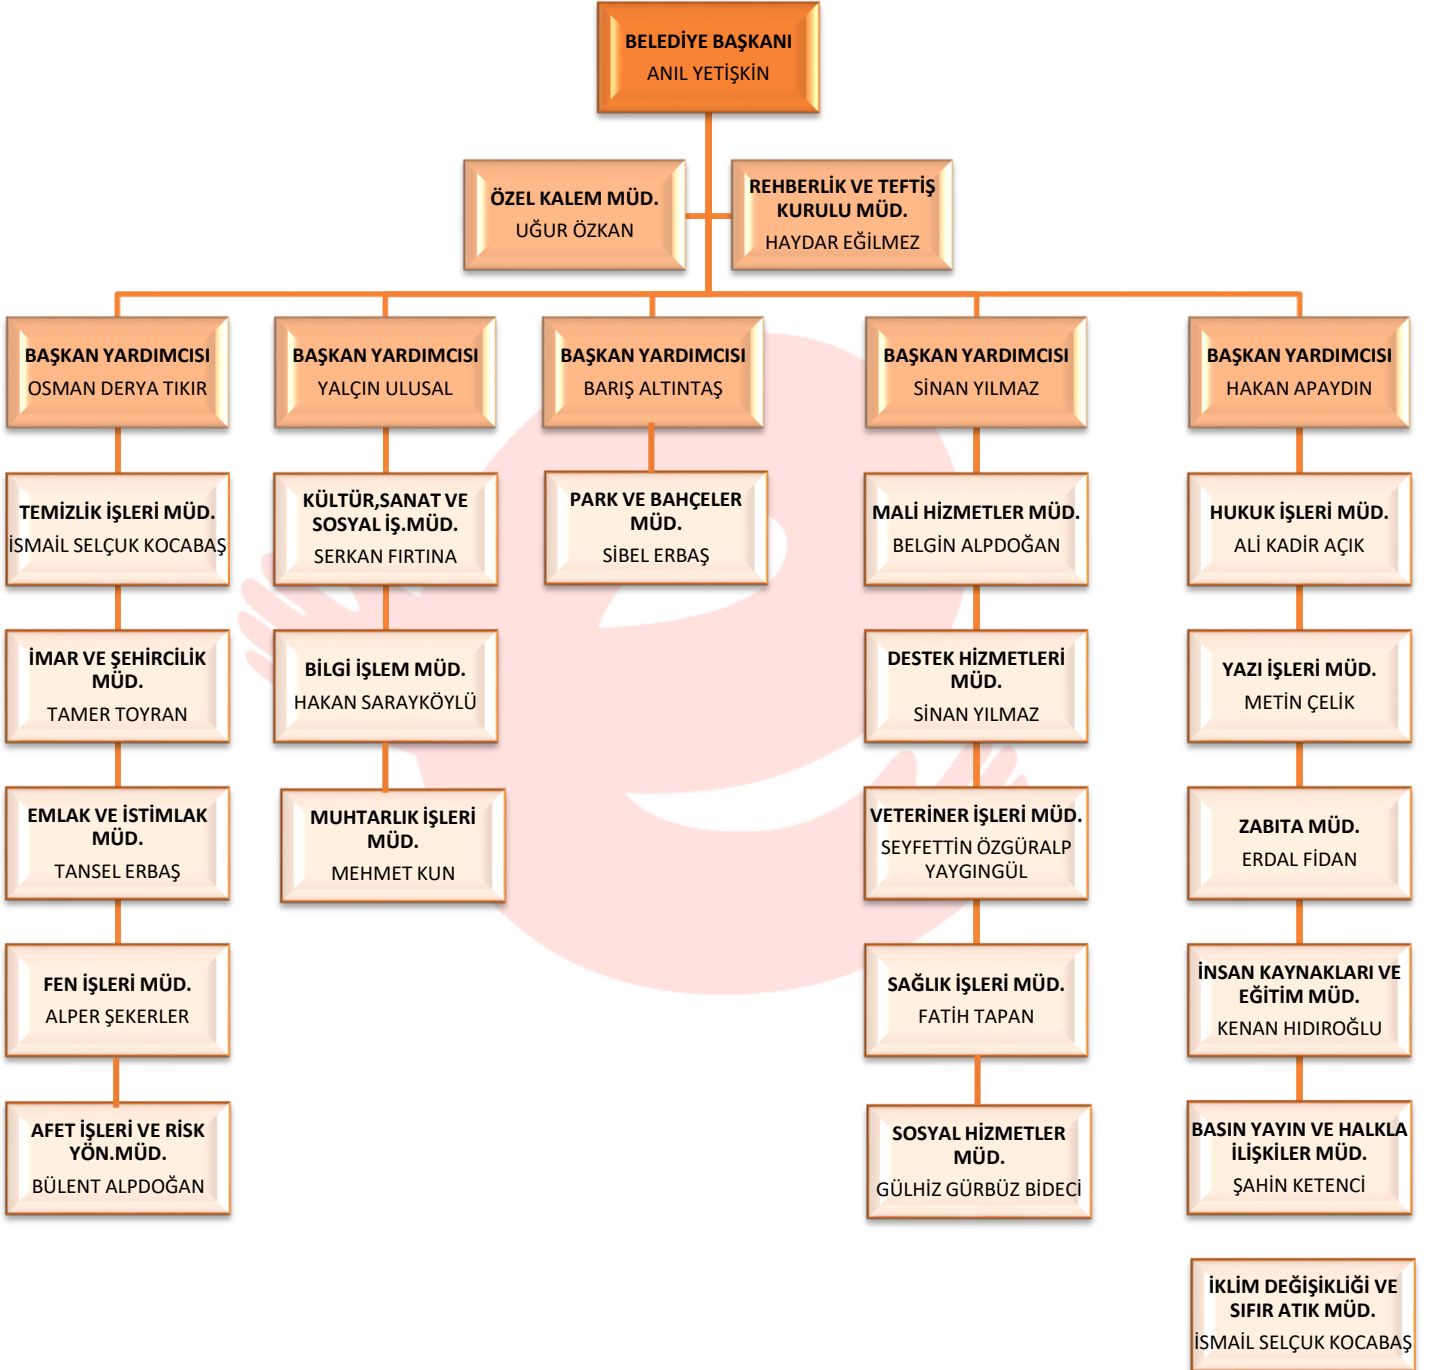 BELEDİYE BAŞKANI
ANIL YETİŞKİN
ÖZEL KALEM MÜD.
UĞUR ÖZKAN
REHBERLİK VE TEFTİŞ
KURULU MÜD.
HAYDAR EĞİLMEZ
BAŞKAN YARDIMCISI
OSMAN DERYA TIKIR
TEMİZLİK İŞLERİ MÜD.
İSMAİL SELÇUK KOCABAŞ
İMAR VE ŞEHİRCİLİK
MÜD.
TAMER TOYRAN
EMLAK VE İSTİMLAK
MÜD.
TANSEL ERBAŞ
FEN İŞLERİ MÜD.
ALPER ŞEKERLER
AFET İŞLERİ VE RİSK
YÖN.MÜD.
BÜLENT ALPDOĞAN
BAŞKAN YARDIMCISI
YALÇIN ULUSAL
KÜLTÜR,SANAT VE
SOSYAL İŞ.MÜD.
SERKAN FIRTINA
BİLGİ İŞLEM MÜD.
HAKAN SARAYKÖYLÜ
MUHTARLIK İŞLERİ
MÜD.
MEHMET KUN
BAŞKAN YARDIMCISI
BARIŞ ALTINTAŞ
PARK VE BAHÇELER
MÜD.
SİBEL ERBAŞ
BAŞKAN YARDIMCISI
SİNAN YILMAZ
MALİ HİZMETLER MÜD.
BELGİN ALPDOĞAN
DESTEK HİZMETLERİ
MÜD.
SİNAN YILMAZ
VETERİNER İŞLERİ MÜD.
SEYFETTİN ÖZGÜRALP
YAYGINGÜL
SAĞLIK İŞLERİ MÜD.
FATİH TAPAN
SOSYAL HİZMETLER
MÜD.
GÜLHİZ GÜRBÜZ BİDECİ
BAŞKAN YARDIMCISI
HAKAN APAYDIN
HUKUK İŞLERİ MÜD.
ALİ KADİR AÇIK
YAZI İŞLERİ MÜD.
METİN ÇELİK
ZABITA MÜD.
ERDAL FİDAN
İNSAN KAYNAKLARI VE
EĞİTİM MÜD.
KENAN HIDIROĞLU
BASIN YAYIN VE HALKLA
İLİŞKİLER MÜD.
ŞAHİN KETENCİ
İKLİM DEĞİŞİKLİĞİ VE
SIFIR ATIK MÜD.
İSMAİL SELÇUK KOCABAŞ